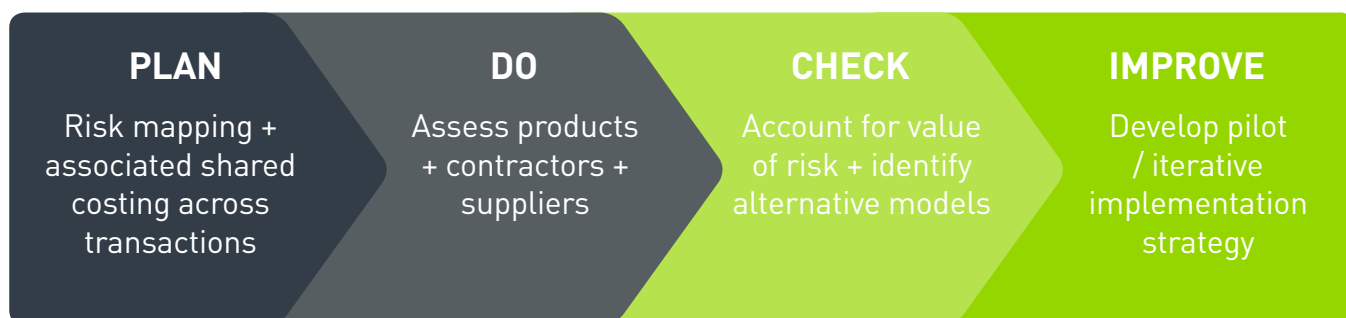 PLAN
Risk mapping +
associated shared
costing across
transactions
DO
Assess products
+ contractors +
suppliers
CHECK
Account for value
of risk + identify
alternative models
IMPROVE
Develop pilot
/ iterative
implementation
strategy